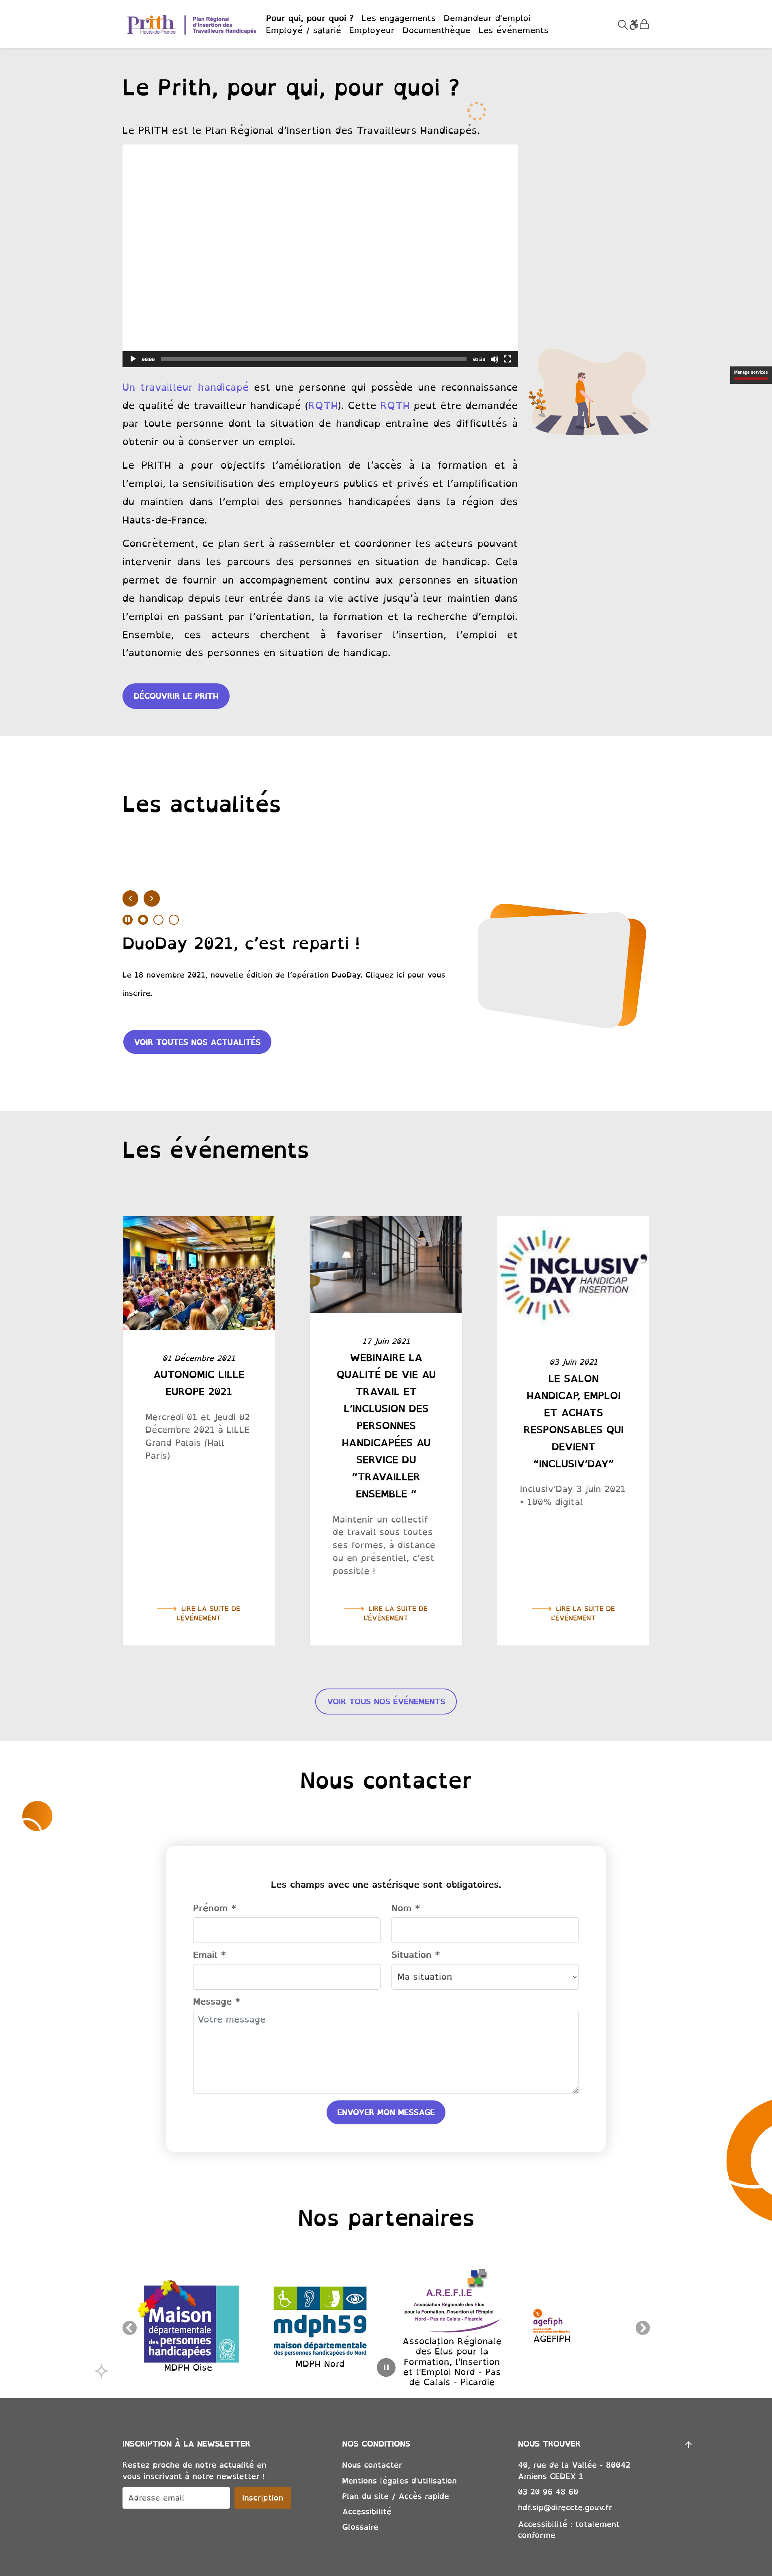 Prith
Hauts-de-France
Plan Régional
d'Insertion des
Travailleurs Handicapés
Pour qui, pour quoi ? Les engagements Demandeur d'emploi
Employé / salarié Employeur Documenthèque Les événements
Le Prith, pour qui, pour quoi ?
Le PRITH est le Plan Régional d'Insertion des Travailleurs Handicapés.
00:00
01:30
Manage services
Un travailleur handicapé est une personne qui possède une reconnaissance
de qualité de travailleur handicapé (RQTH). Cette RQTH peut être demandée
par toute personne dont la situation de handicap entraîne des difficultés à
obtenir ou à conserver un emploi.
Le PRITH a pour objectifs l'amélioration de l'accès à la formation et à
l'emploi, la sensibilisation des employeurs publics et privés et l'amplification
du maintien dans l'emploi des personnes handicapées dans la région des
Hauts-de-France.
Concrètement, ce plan sert à rassembler et coordonner les acteurs pouvant
intervenir dans les parcours des personnes en situation de handicap. Cela
permet de fournir un accompagnement continu aux personnes en situation
de handicap depuis leur entrée dans la vie active jusqu'à leur maintien dans
l'emploi en passant par l'orientation, la formation et la recherche d'emploi.
Ensemble, ces acteurs cherchent à favoriser l'insertion, l'emploi et
l'autonomie des personnes en situation de handicap.
DÉCOUVRIR LE PRITH
Les actualités
DuoDay 2021, c'est reparti !
Le 18 novembre 2021, nouvelle édition de l'opération DuoDay. Cliquez ici pour vous
inscrire.
VOIR TOUTES NOS ACTUALITÉS
Les événements
01 Décembre 2021
AUTONOMIC LILLE
EUROPE 2021
Mercredi 01 et Jeudi 02
Décembre 2021 à LILLE
Grand Palais (Hall
Paris)
LIRE LA SUITE DE
L'ÉVÉNEMENT
17 Juin 2021
WEBINAIRE LA
QUALITÉ DE VIE AU
TRAVAIL ET
L'INCLUSION DES
PERSONNES
HANDICAPÉES AU
SERVICE DU
“TRAVAILLER
ENSEMBLE “
Maintenir un collectif
de travail sous toutes
ses formes, à distance
ou en présentiel, c'est
possible !
LIRE LA SUITE DE
L'ÉVÉNEMENT
INCLUSIV'
DAY HANDICAP
INSERTION
03 Juin 2021
LE SALON
HANDICAP, EMPLOI
ET ACHATS
RESPONSABLES QUI
DEVIENT
“INCLUSIV'DAY”
Inclusiv'Day 3 juin 2021
• 100% digital
LIRE LA SUITE DE
L'ÉVÉNEMENT
VOIR TOUS NOS ÉVÉNEMENTS
Nous contacter
Les champs avec une astérisque sont obligatoires.
Prénom *
Nom *
Email *
Situation *
Ma situation
Message *
Votre message
ENVOYER MON MESSAGE
Nos partenaires
Maison
départementale
des personnes
handicapées
MDPH Oise
mdph59
maison départementale
des personnes handicapées du Nord
MDPH Nord
A.R.E.F.I.E
Association Régionale des Élus
pour la Formation, l'Insertion et l'Emploi
Nord - Pas de Calais - Picardie
Association Régionale
des Élus pour la
Formation, l'Insertion
et l'Emploi Nord - Pas
de Calais - Picardie
agefiph
AGEFIPH
INSCRIPTION À LA NEWSLETTER
Restez proche de notre actualité en
vous inscrivant à notre newsletter !
Adresse email
Inscription
NOS CONDITIONS
Nous contacter
Mentions légales d'utilisation
Plan du site / Accès rapide
Accessibilité
Glossaire
NOUS TROUVER
40, rue de la Vallée - 80042
Amiens CEDEX 1
03 20 96 48 60
hdf.sip@direccte.gouv.fr
Accessibilité : totalement
conforme